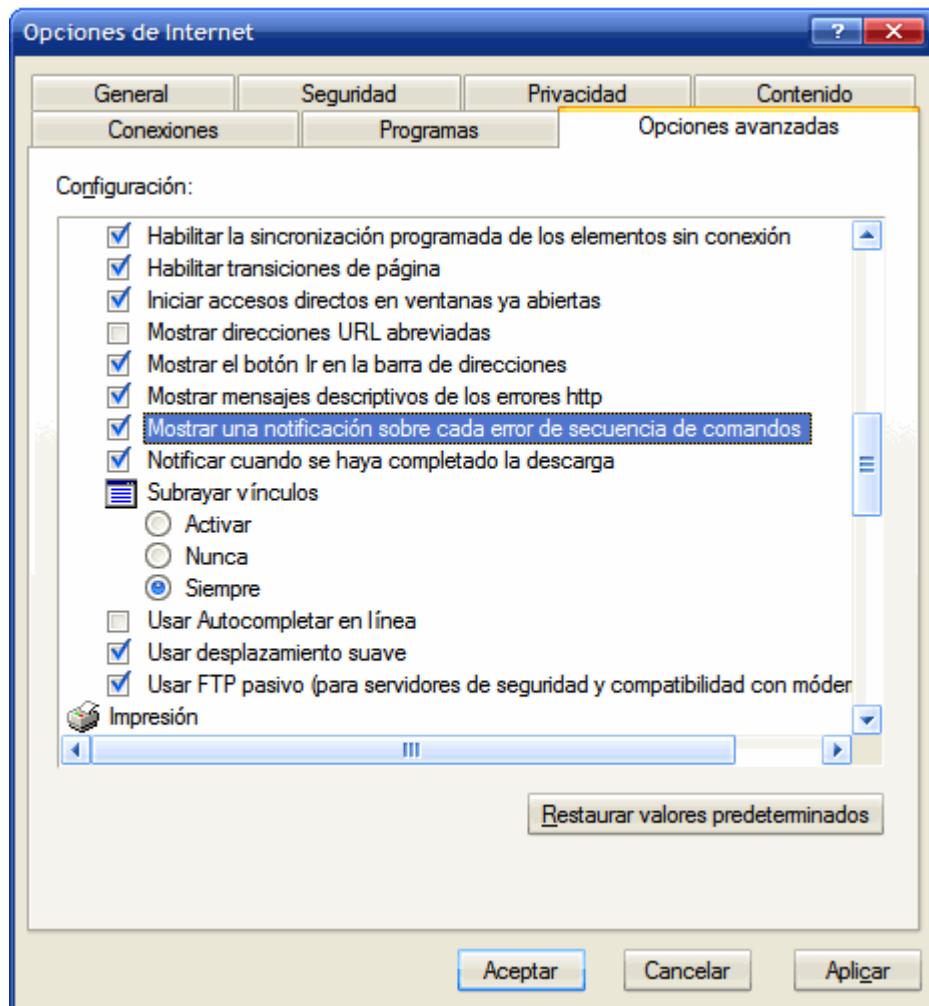 Opciones de Internet
General Seguridad Privacidad Contenido
Conexiones Programas Opciones avanzadas
Configuración:
Habilitar la sincronización programada de los elementos sin conexión
Habilitar transiciones de página
Iniciar accesos directos en ventanas ya abiertas
Mostrar direcciones URL abreviadas
Mostrar el botón Ir en la barra de direcciones
Mostrar mensajes descriptivos de los errores http
Mostrar una notificación sobre cada error de secuencia de comandos
Notificar cuando se haya completado la descarga
Subrayar vínculos
Activar
Nunca
Siempre
Usar Autocompletar en línea
Usar desplazamiento suave
Usar FTP pasivo (para servidores de seguridad y compatibilidad con móder
Impresión
Restaurar valores predeterminados
Aceptar Cancelar Aplicar